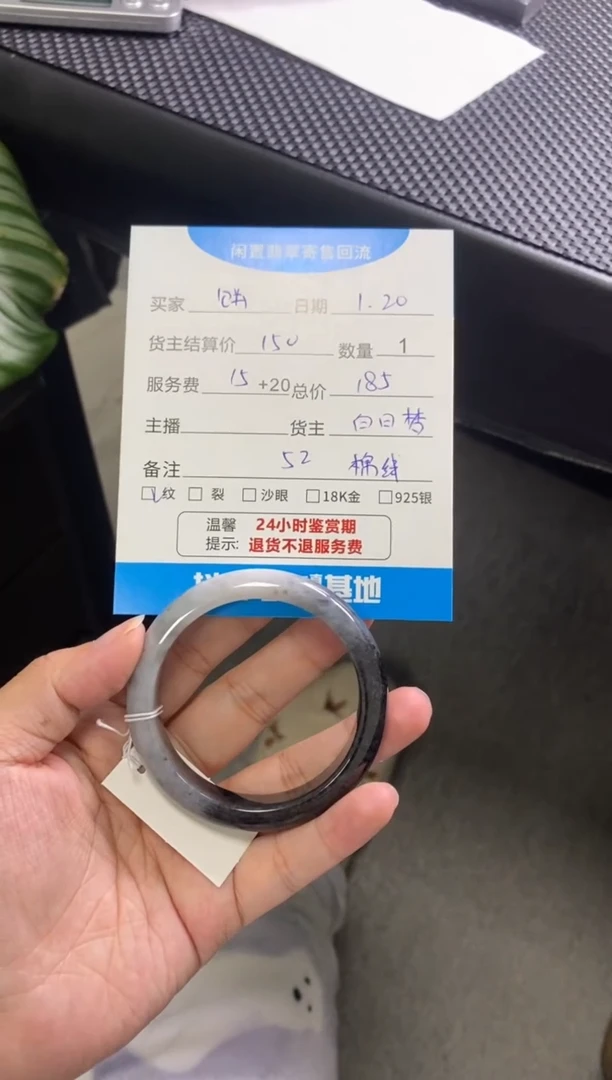 闲置翡翠寄售回流
买家 日期 1.20
货主结算价 150 数量 1
服务费 15 +20 总价 185
主播 货主 白日梦
备注 52 棉线
纹 裂 沙眼 18K金 925银
温馨 24小时鉴赏期
提示: 退货不退服务费
基地